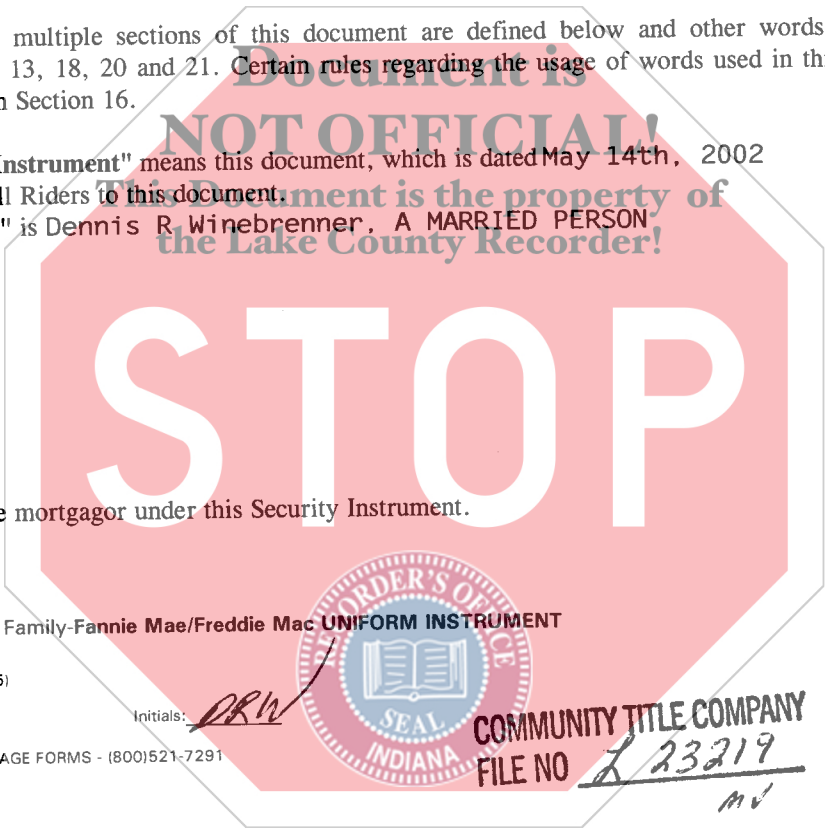 multiple sections of this document are defined below and other words
13, 18, 20 and 21. Certain rules regarding the usage of words used in th
Section 16.
Document is
NOT OFFICIAL!
Instrument" means this document, which is dated May 14th, 2002
ll Riders to this document.
This Document is the property of
" is Dennis R Winebrenner, A MARRIED PERSON
the Lake County Recorder!
STOP
e mortgagor under this Security Instrument.
RECORDER'S OFFICE
SEAL
INDIANA
Family-Fannie Mae/Freddie Mac UNIFORM INSTRUMENT
Initials: DRW
AGE FORMS - (800)521-7291
COMMUNITY TITLE COMPANY
FILE NO L 23219